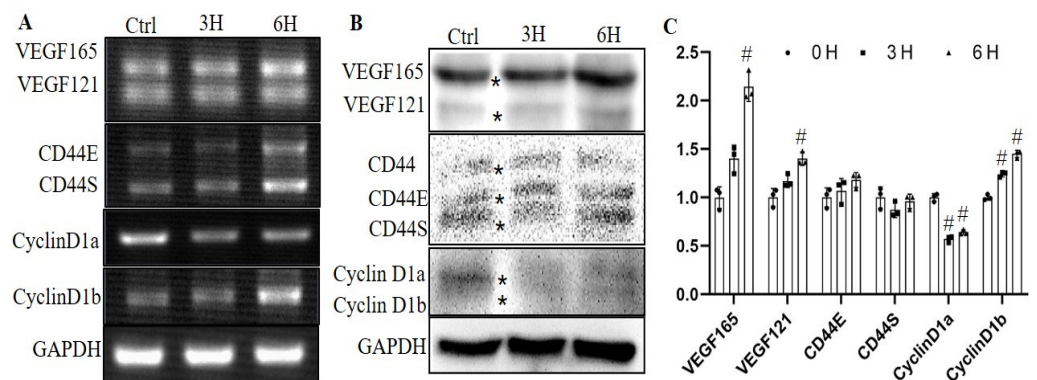 A
Ctrl 3H 6H
VEGF165
VEGF121
CD44E
CD44S
CyclinD1a
CyclinD1b
GAPDH
B
Ctrl 3H 6H
VEGF165
*
VEGF121
*
CD44
*
CD44E
*
CD44S
*
Cyclin D1a
*
Cyclin D1b
*
GAPDH
C
0 H 3 H 6 H
2.5
2.0
1.5
1.0
0.5
0.0
# # # # # #
VEGF165 VEGF121 CD44E CD44S CyclinD1a CyclinD1b